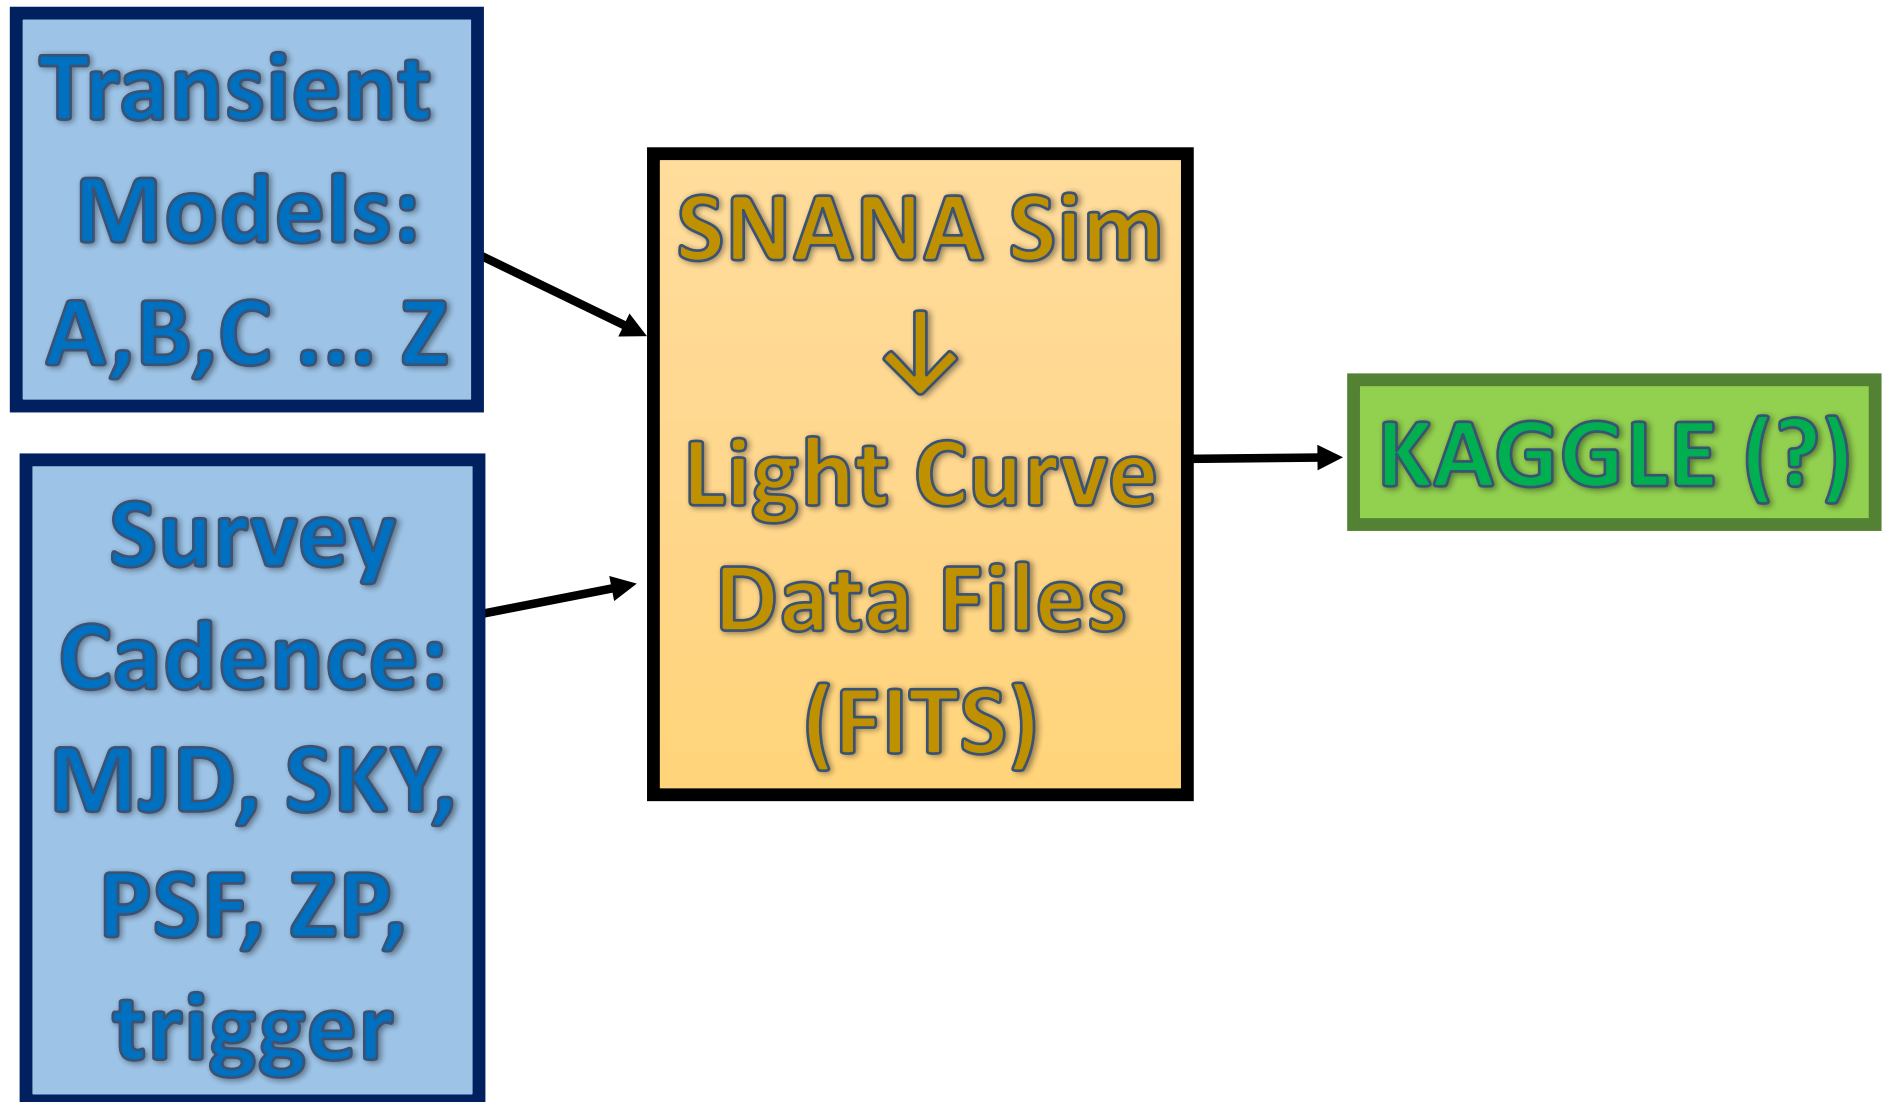 Transient
Models:
A,B,C ... Z
Survey
Cadence:
MJD, SKY,
PSF, ZP,
trigger
SNANA Sim
↓
Light Curve
Data Files
(FITS)
KAGGLE (?)